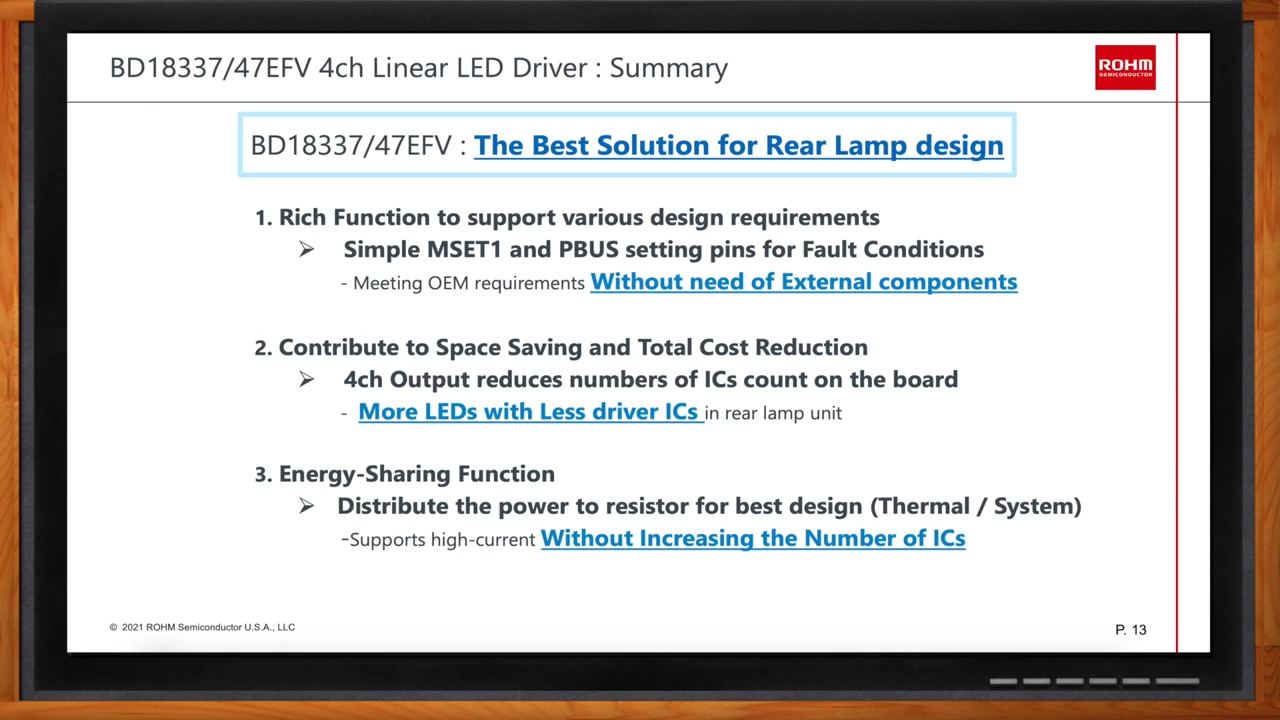 BD18337/47EFV 4ch Linear LED Driver : Summary
ROHM
SEMICONDUCTOR
BD18337/47EFV : The Best Solution for Rear Lamp design
1. Rich Function to support various design requirements
➢ Simple MSET1 and PBUS setting pins for Fault Conditions
- Meeting OEM requirements Without need of External components
2. Contribute to Space Saving and Total Cost Reduction
➢ 4ch Output reduces numbers of ICs count on the board
- More LEDs with Less driver ICs in rear lamp unit
3. Energy-Sharing Function
➢ Distribute the power to resistor for best design (Thermal / System)
-Supports high-current Without Increasing the Number of ICs
© 2021 ROHM Semiconductor U.S.A., LLC
P. 13